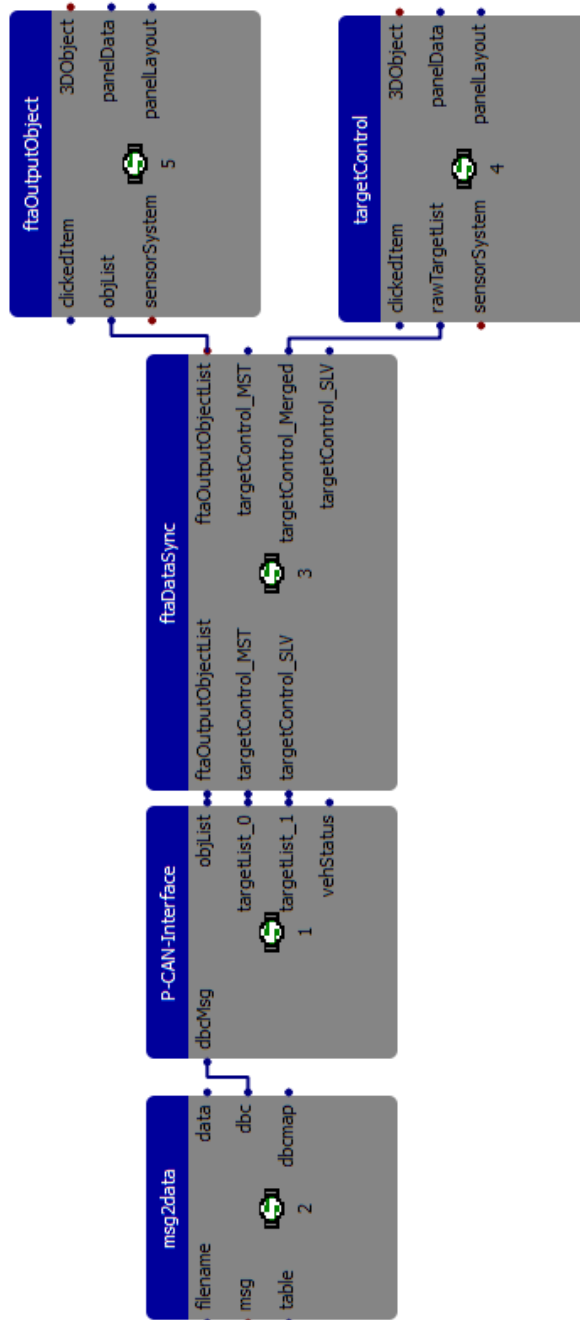 msg2data
filename
msg
table
data
dbc
dbcmap
2
P-CAN-Interface
dbcMsg
objList
targetList_0
targetList_1
vehStatus
1
ftaDataSync
ftaOutputObjectList
targetControl_MST
targetControl_SLV
ftaOutputObjectList
targetControl_MST
targetControl_Merged
targetControl_SLV
3
ftaOutputObject
clickedItem
objList
sensorSystem
3DObject
panelData
panelLayout
5
targetControl
clickedItem
rawTargetList
sensorSystem
3DObject
panelData
panelLayout
4